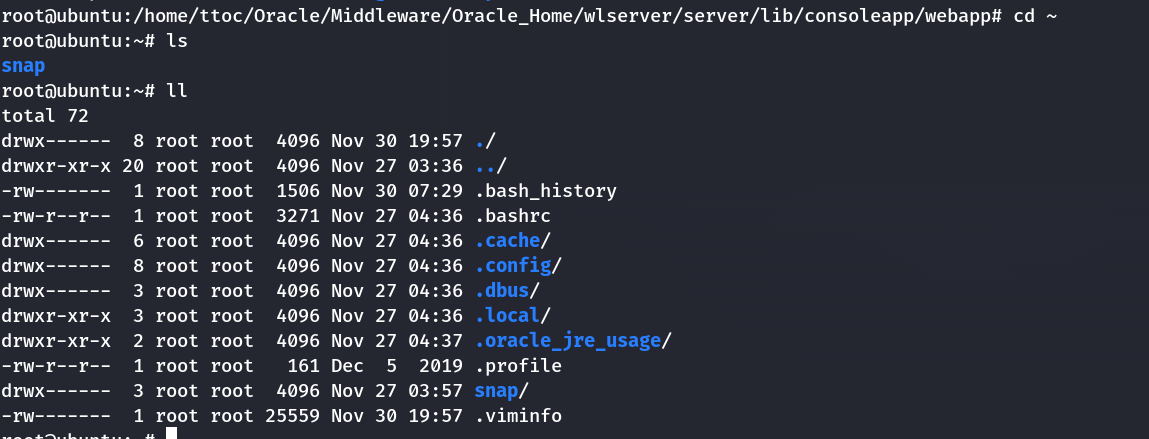 root@ubuntu:/home/ttoc/Oracle/Middleware/Oracle_Home/wlserver/server/lib/consoleapp/webapp# cd ~
root@ubuntu:~# ls
snap
root@ubuntu:~# ll
total 72
drwx------  8 root root  4096 Nov 30 19:57 ./
drwxr-xr-x 20 root root  4096 Nov 27 03:36 ../
-rw-------  1 root root  1506 Nov 30 07:29 .bash_history
-rw-r--r--  1 root root  3271 Nov 27 04:36 .bashrc
drwx------  6 root root  4096 Nov 27 04:36 .cache/
drwx------  8 root root  4096 Nov 27 04:36 .config/
drwx------  3 root root  4096 Nov 27 04:36 .dbus/
drwxr-xr-x  3 root root  4096 Nov 27 04:36 .local/
drwxr-xr-x  2 root root  4096 Nov 27 04:37 .oracle_jre_usage/
-rw-r--r--  1 root root   161 Dec  5  2019 .profile
drwx------  3 root root  4096 Nov 27 03:57 snap/
-rw-------  1 root root 25559 Nov 30 19:57 .viminfo
root@ubuntu:~#